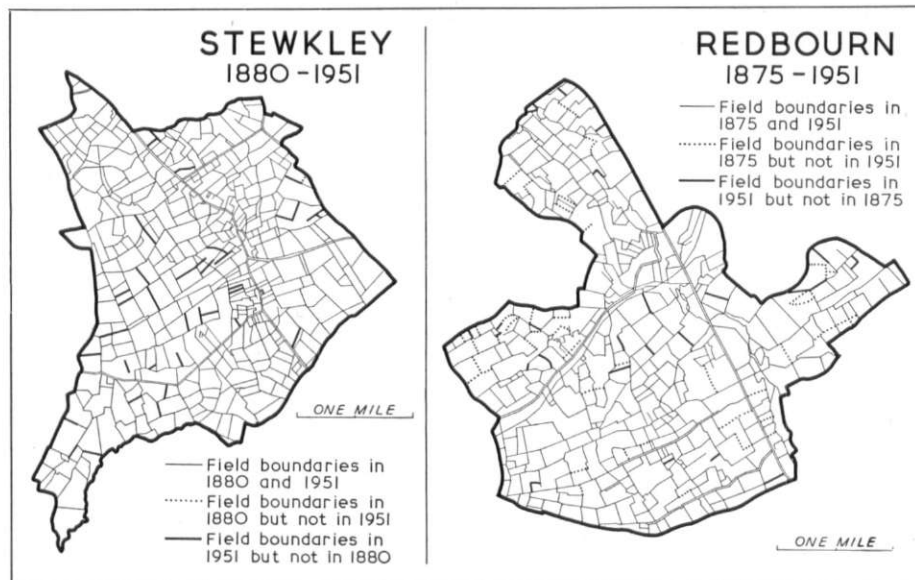 STEWKLEY
1880-1951
ONE MILE
Field boundaries in
1880 and 1951
Field boundaries in
1880 but not in 1951
Field boundaries in
1951 but not in 1880
REDBOURN
1875-1951
Field boundaries in
1875 and 1951
Field boundaries in
1875 but not in 1951
Field boundaries in
1951 but not in 1875
ONE MILE